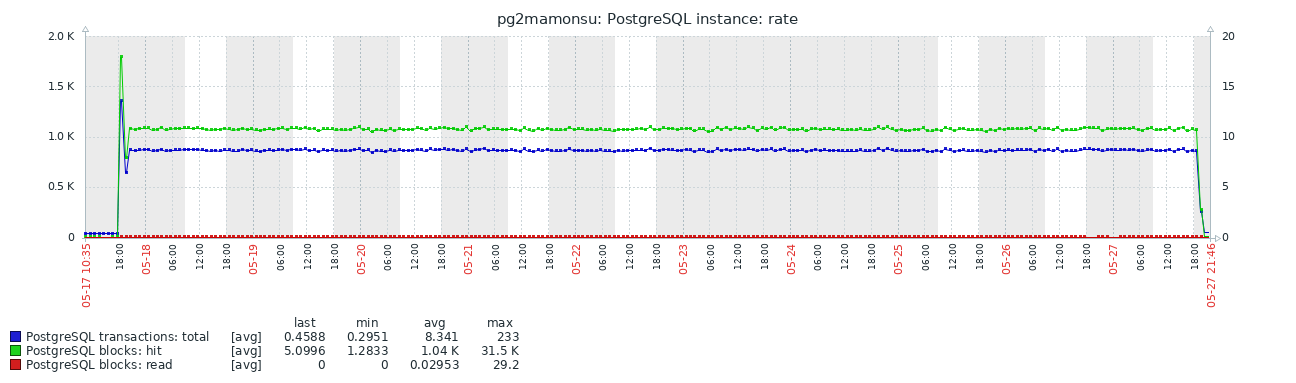 pg2mamonsu: PostgreSQL instance: rate
2.0 K 20
1.5 K 15
1.0 K 10
0.5 K 5
0 0
05-17 10:35 18:00 05-18 06:00 12:00 18:00 05-19 06:00 12:00 18:00 05-20 06:00 12:00 18:00 05-21 06:00 12:00 18:00 05-22 06:00 12:00 18:00 05-23 06:00 12:00 18:00 05-24 06:00 12:00 18:00 05-25 06:00 12:00 18:00 05-26 06:00 12:00 18:00 05-27 06:00 12:00 18:00 05-27 21:46
last min avg max
PostgreSQL transactions: total [avg] 0.4588 0.2951 8.341 233
PostgreSQL blocks: hit [avg] 5.0996 1.2833 1.04 K 31.5 K
PostgreSQL blocks: read [avg] 0 0 0.02953 29.2